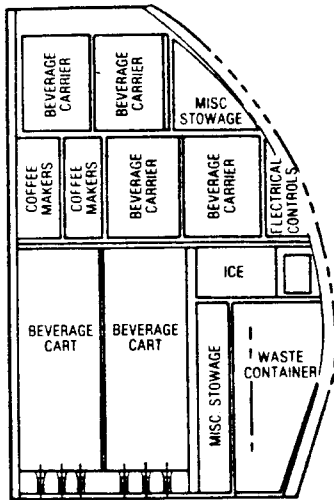 BEVERAGE
CARRIER
BEVERAGE
CARRIER
MISC
STOWAGE
COFFEE
MAKERS
COFFEE
MAKERS
BEVERAGE
CARRIER
BEVERAGE
CARRIER
ELECTRICAL
CONTROLS
ICE
BEVERAGE
CART
BEVERAGE
CART
MISC. STOWAGE
WASTE
CONTAINER